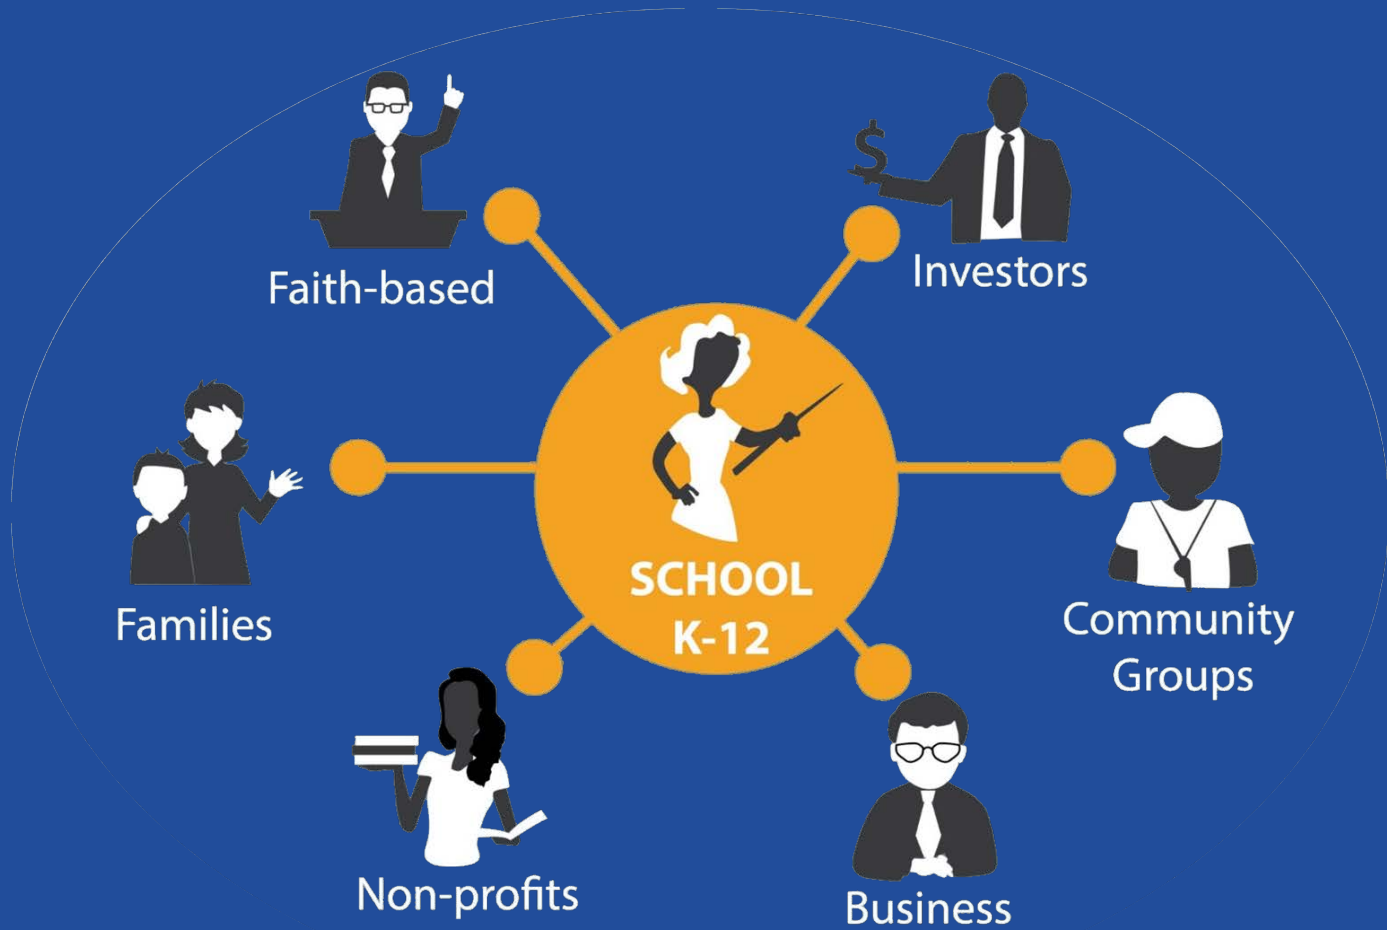 Faith-based
Investors
Families
SCHOOL
K-12
Community
Groups
Non-profits
Business
$